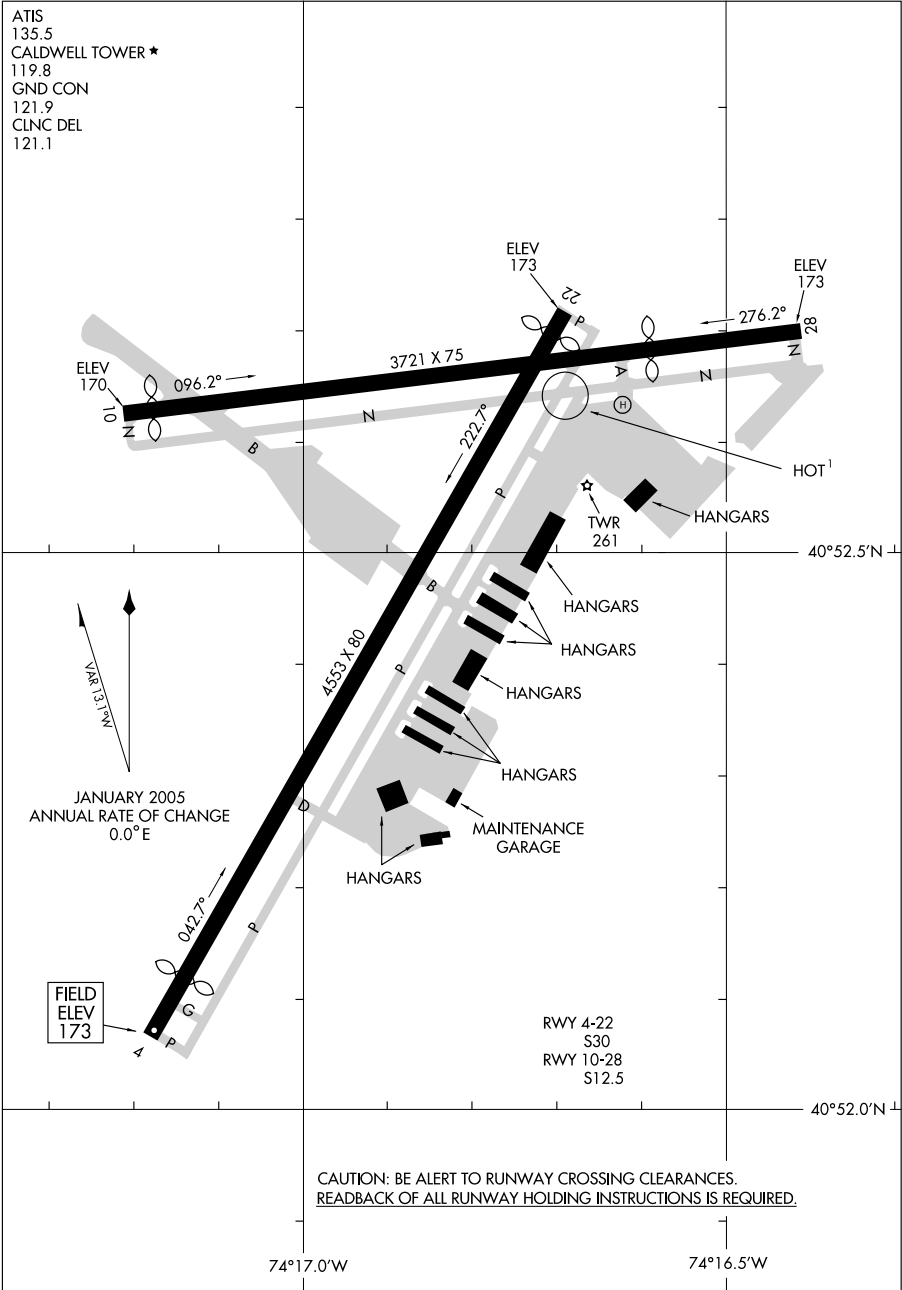 ATIS
135.5
CALDWELL TOWER ★
119.8
GND CON
121.9
CLNC DEL
121.1
ELEV
173
22
P
ELEV
173
276.2°
28
N
3721 X 75
ELEV
170
096.2°
10
N
A
N
H
N
B
222.7°
HOT 1
P
TWR
261
HANGARS
40°52.5'N
HANGARS
B
HANGARS
VAR 13.1°W
4553 X 80
P
HANGARS
HANGARS
JANUARY 2005
ANNUAL RATE OF CHANGE
0.0° E
D
MAINTENANCE
GARAGE
HANGARS
042.7°
P
FIELD
ELEV
173
G
4
P
RWY 4-22
S30
RWY 10-28
S12.5
40°52.0'N
CAUTION: BE ALERT TO RUNWAY CROSSING CLEARANCES.
READBACK OF ALL RUNWAY HOLDING INSTRUCTIONS IS REQUIRED.
74°17.0'W
74°16.5'W